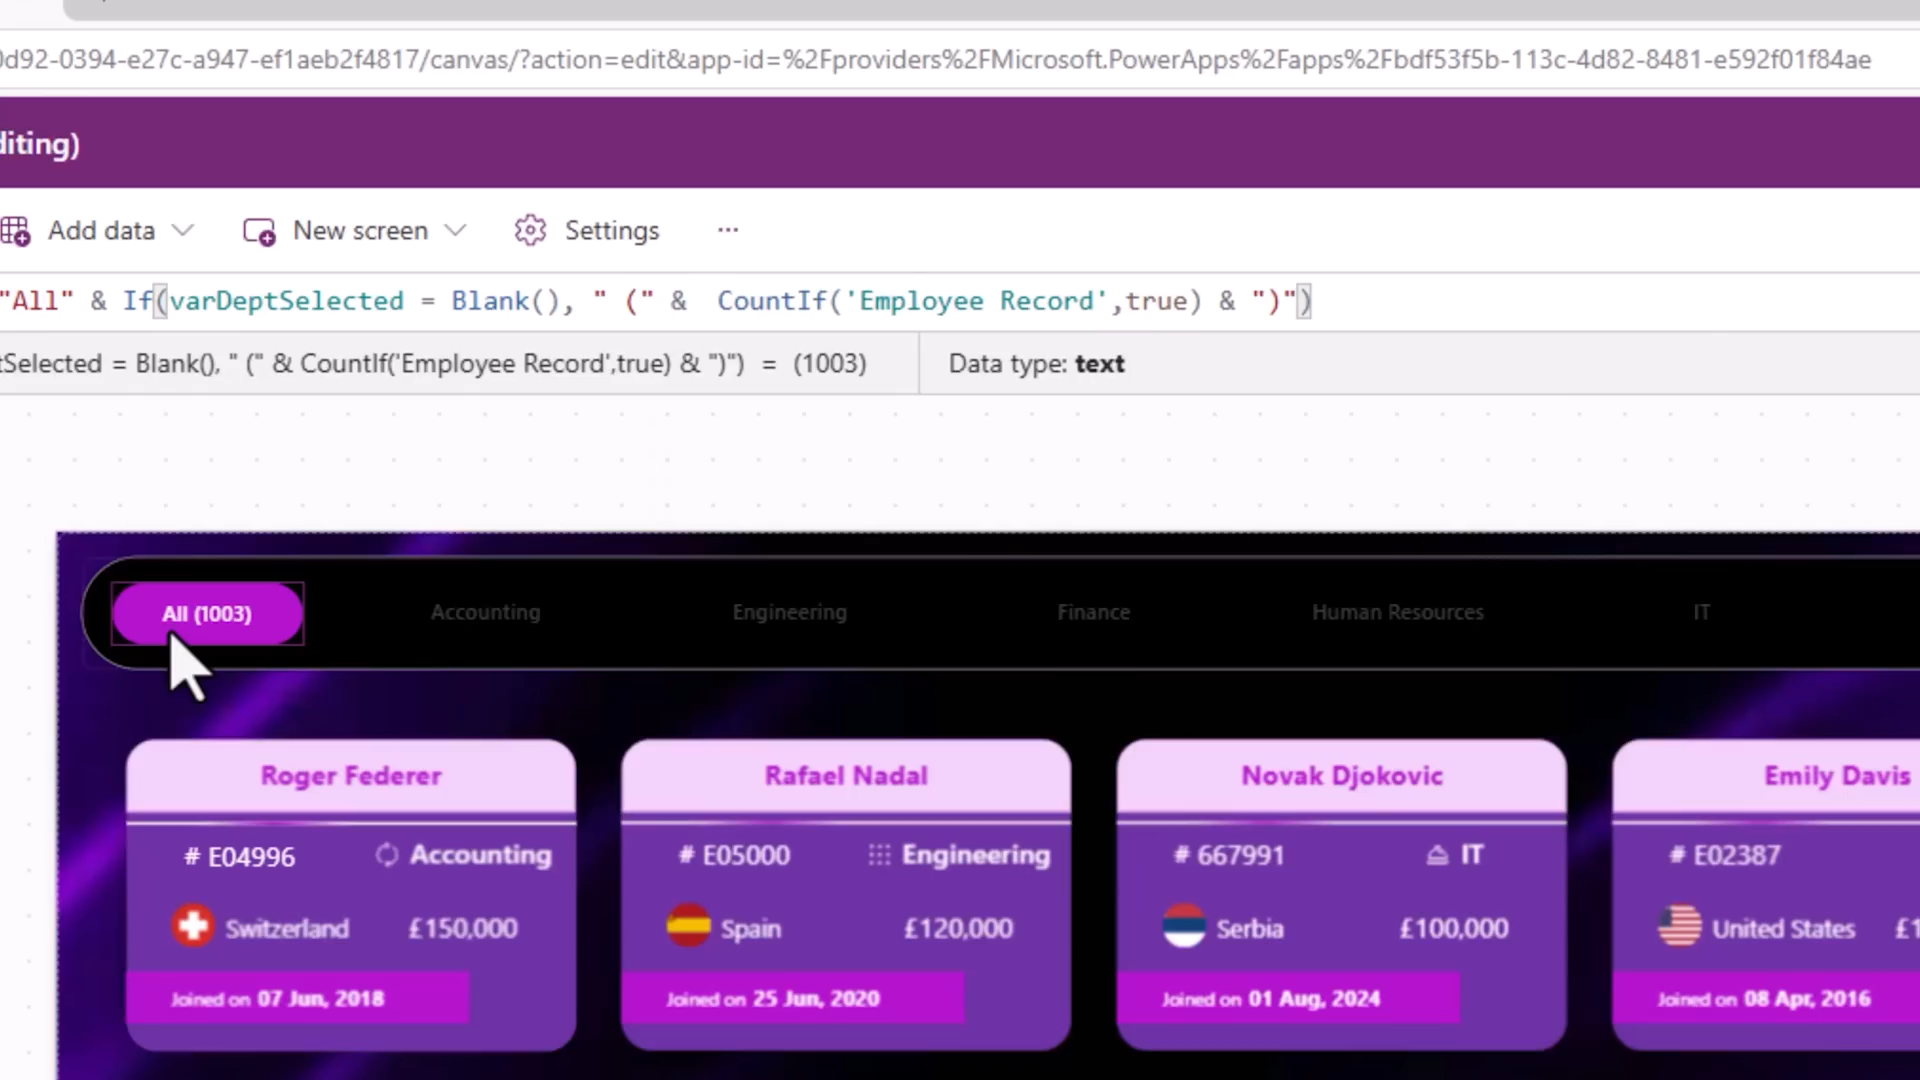 0d92-0394-e27c-a947-ef1aeb2f4817/canvas/?action=edit&app-id=%2Fproviders%2FMicrosoft.PowerApps%2Fapps%2Fbdf53f5b-113c-4d82-8481-e592f01f84ae
diting)
Add data New screen Settings ...
"All" & If(varDeptSelected = Blank(), " (" &  CountIf('Employee Record',true) & ")")
tSelected = Blank(), " (" & CountIf('Employee Record',true) & ")") = (1003) Data type: text
All (1003) Accounting Engineering Finance Human Resources IT
Roger Federer Rafael Nadal Novak Djokovic Emily Davis
# E04996 Accounting # E05000 Engineering # 667991 IT # E02387
Switzerland £150,000 Spain £120,000 Serbia £100,000 United States £1
Joined on 07 Jun, 2018 Joined on 25 Jun, 2020 Joined on 01 Aug, 2024 Joined on 08 Apr, 2016